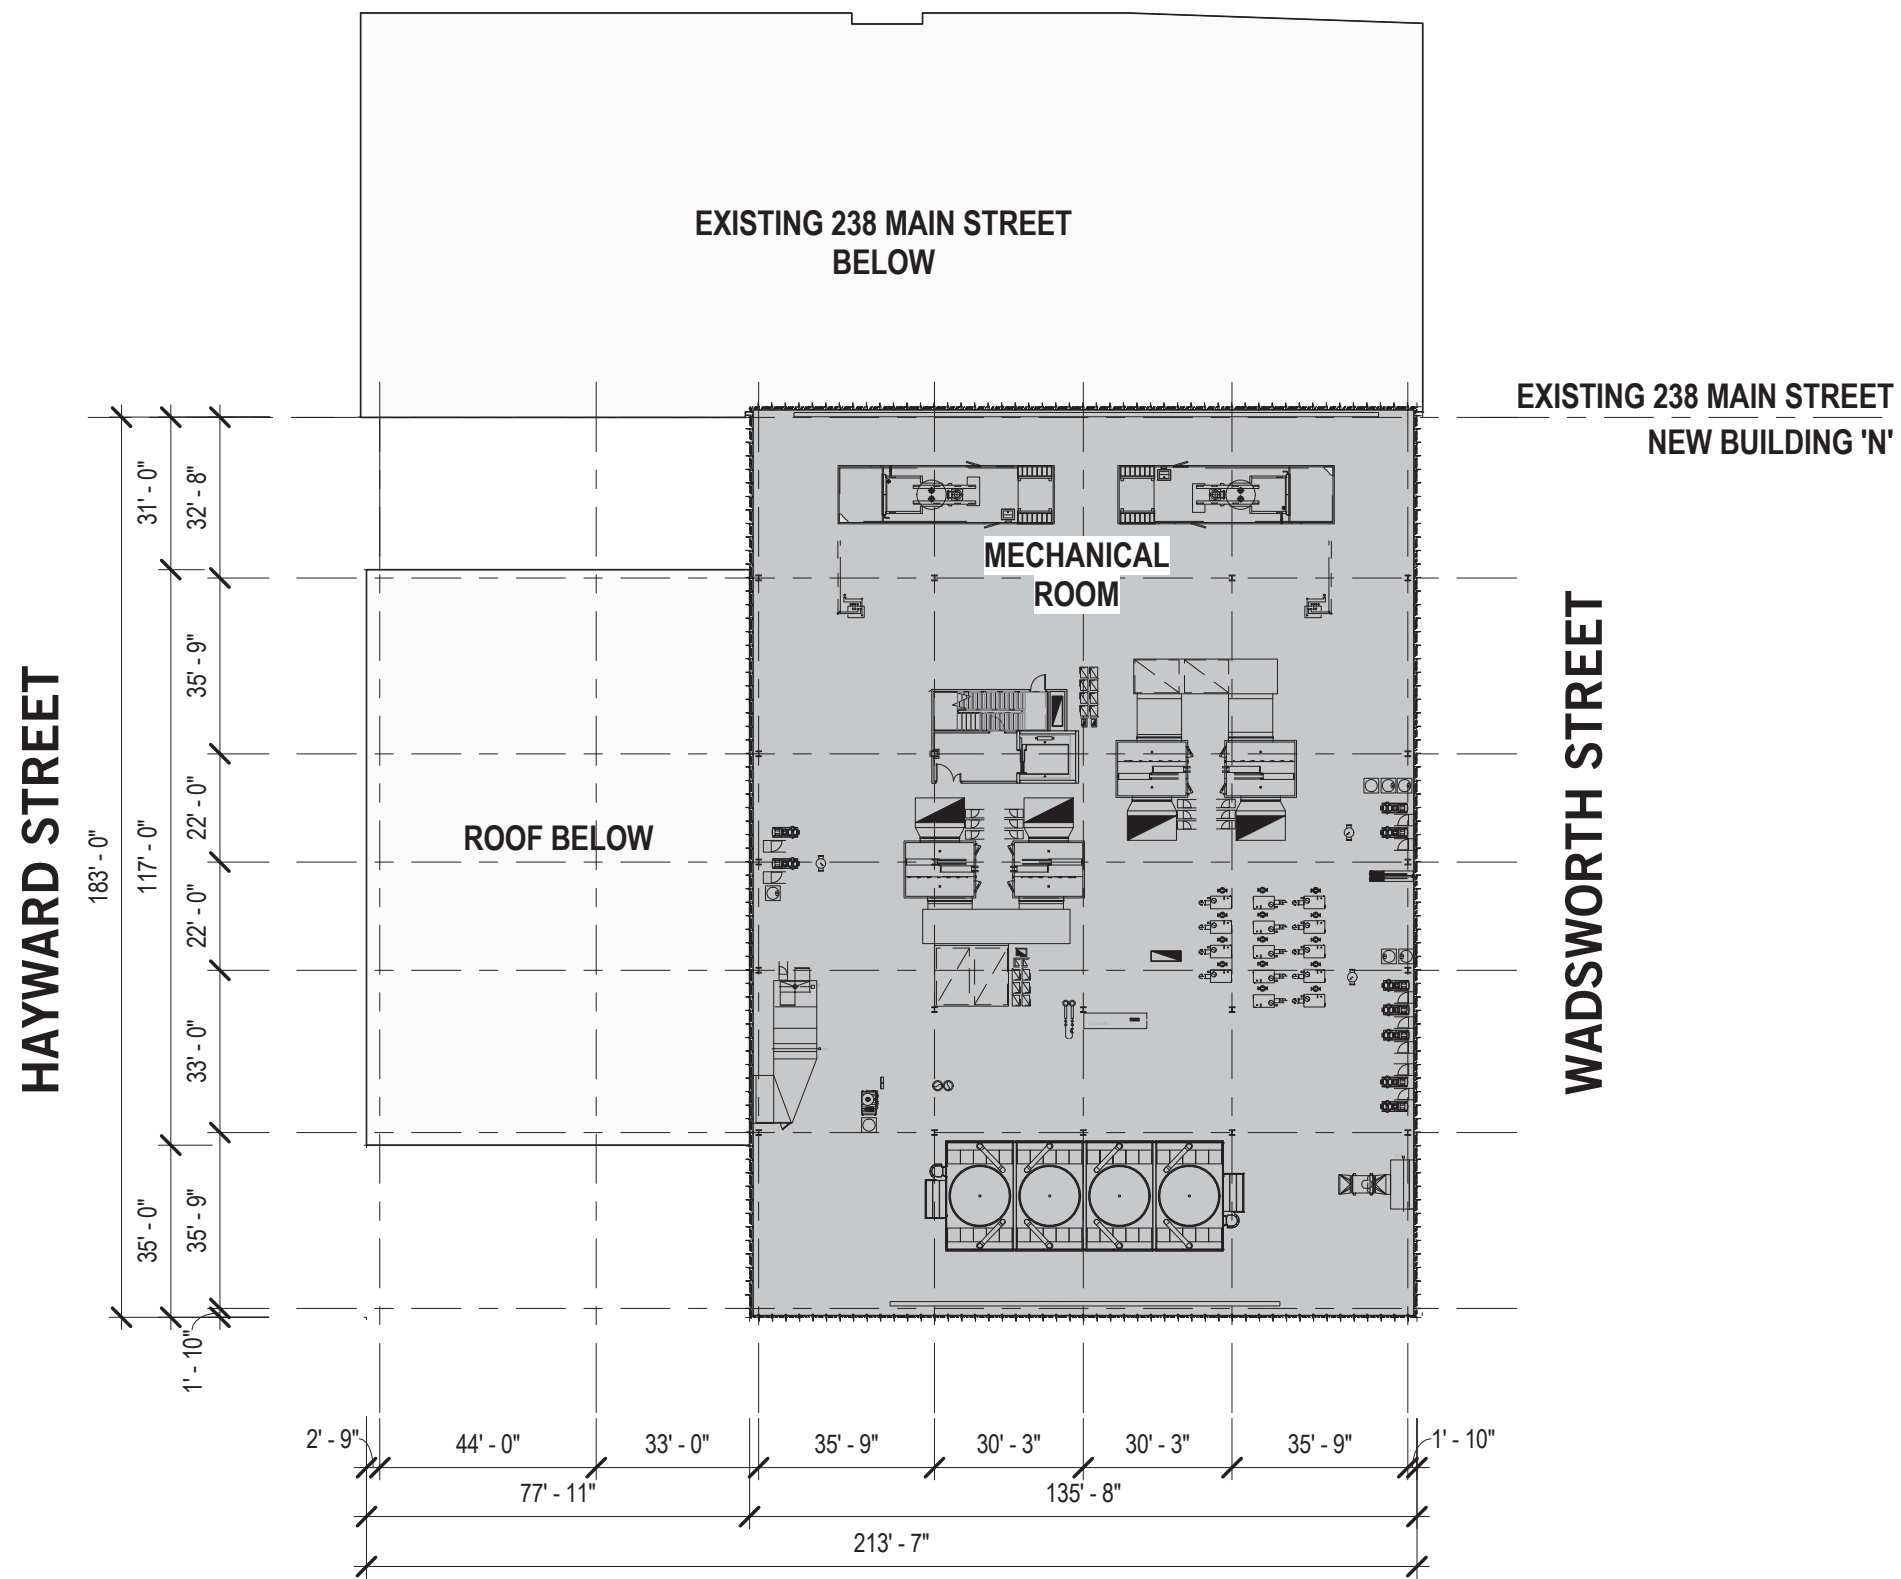 EXISTING 238 MAIN STREET
BELOW
EXISTING 238 MAIN STREET
NEW BUILDING 'N'
MECHANICAL
ROOM
ROOF BELOW
HAYWARD STREET
WADSWORTH STREET
183' - 0"
31' - 0"
117' - 0"
35' - 0"
32' - 8"
35' - 9"
22' - 0"
22' - 0"
33' - 0"
35' - 9"
1' - 10"
2' - 9"
44' - 0"
33' - 0"
35' - 9"
30' - 3"
30' - 3"
35' - 9"
1' - 10"
77' - 11"
135' - 8"
213' - 7"